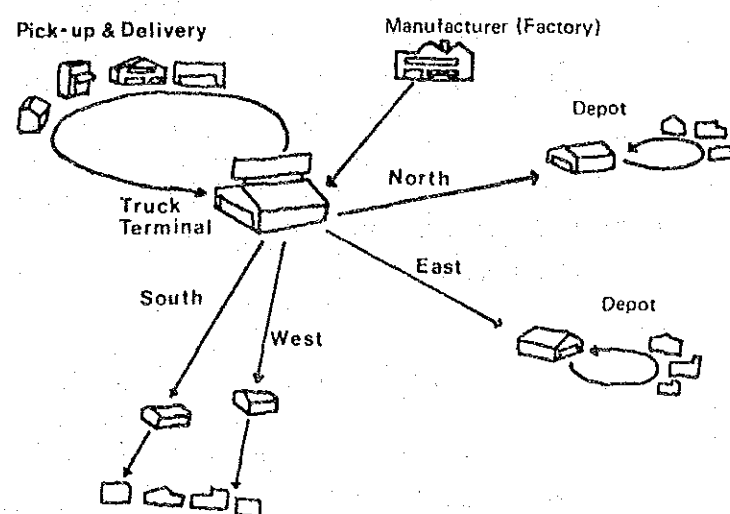 Pick-up & Delivery
Manufacturer (Factory)
Depot
North
Truck
Terminal
East
South
Depot
West